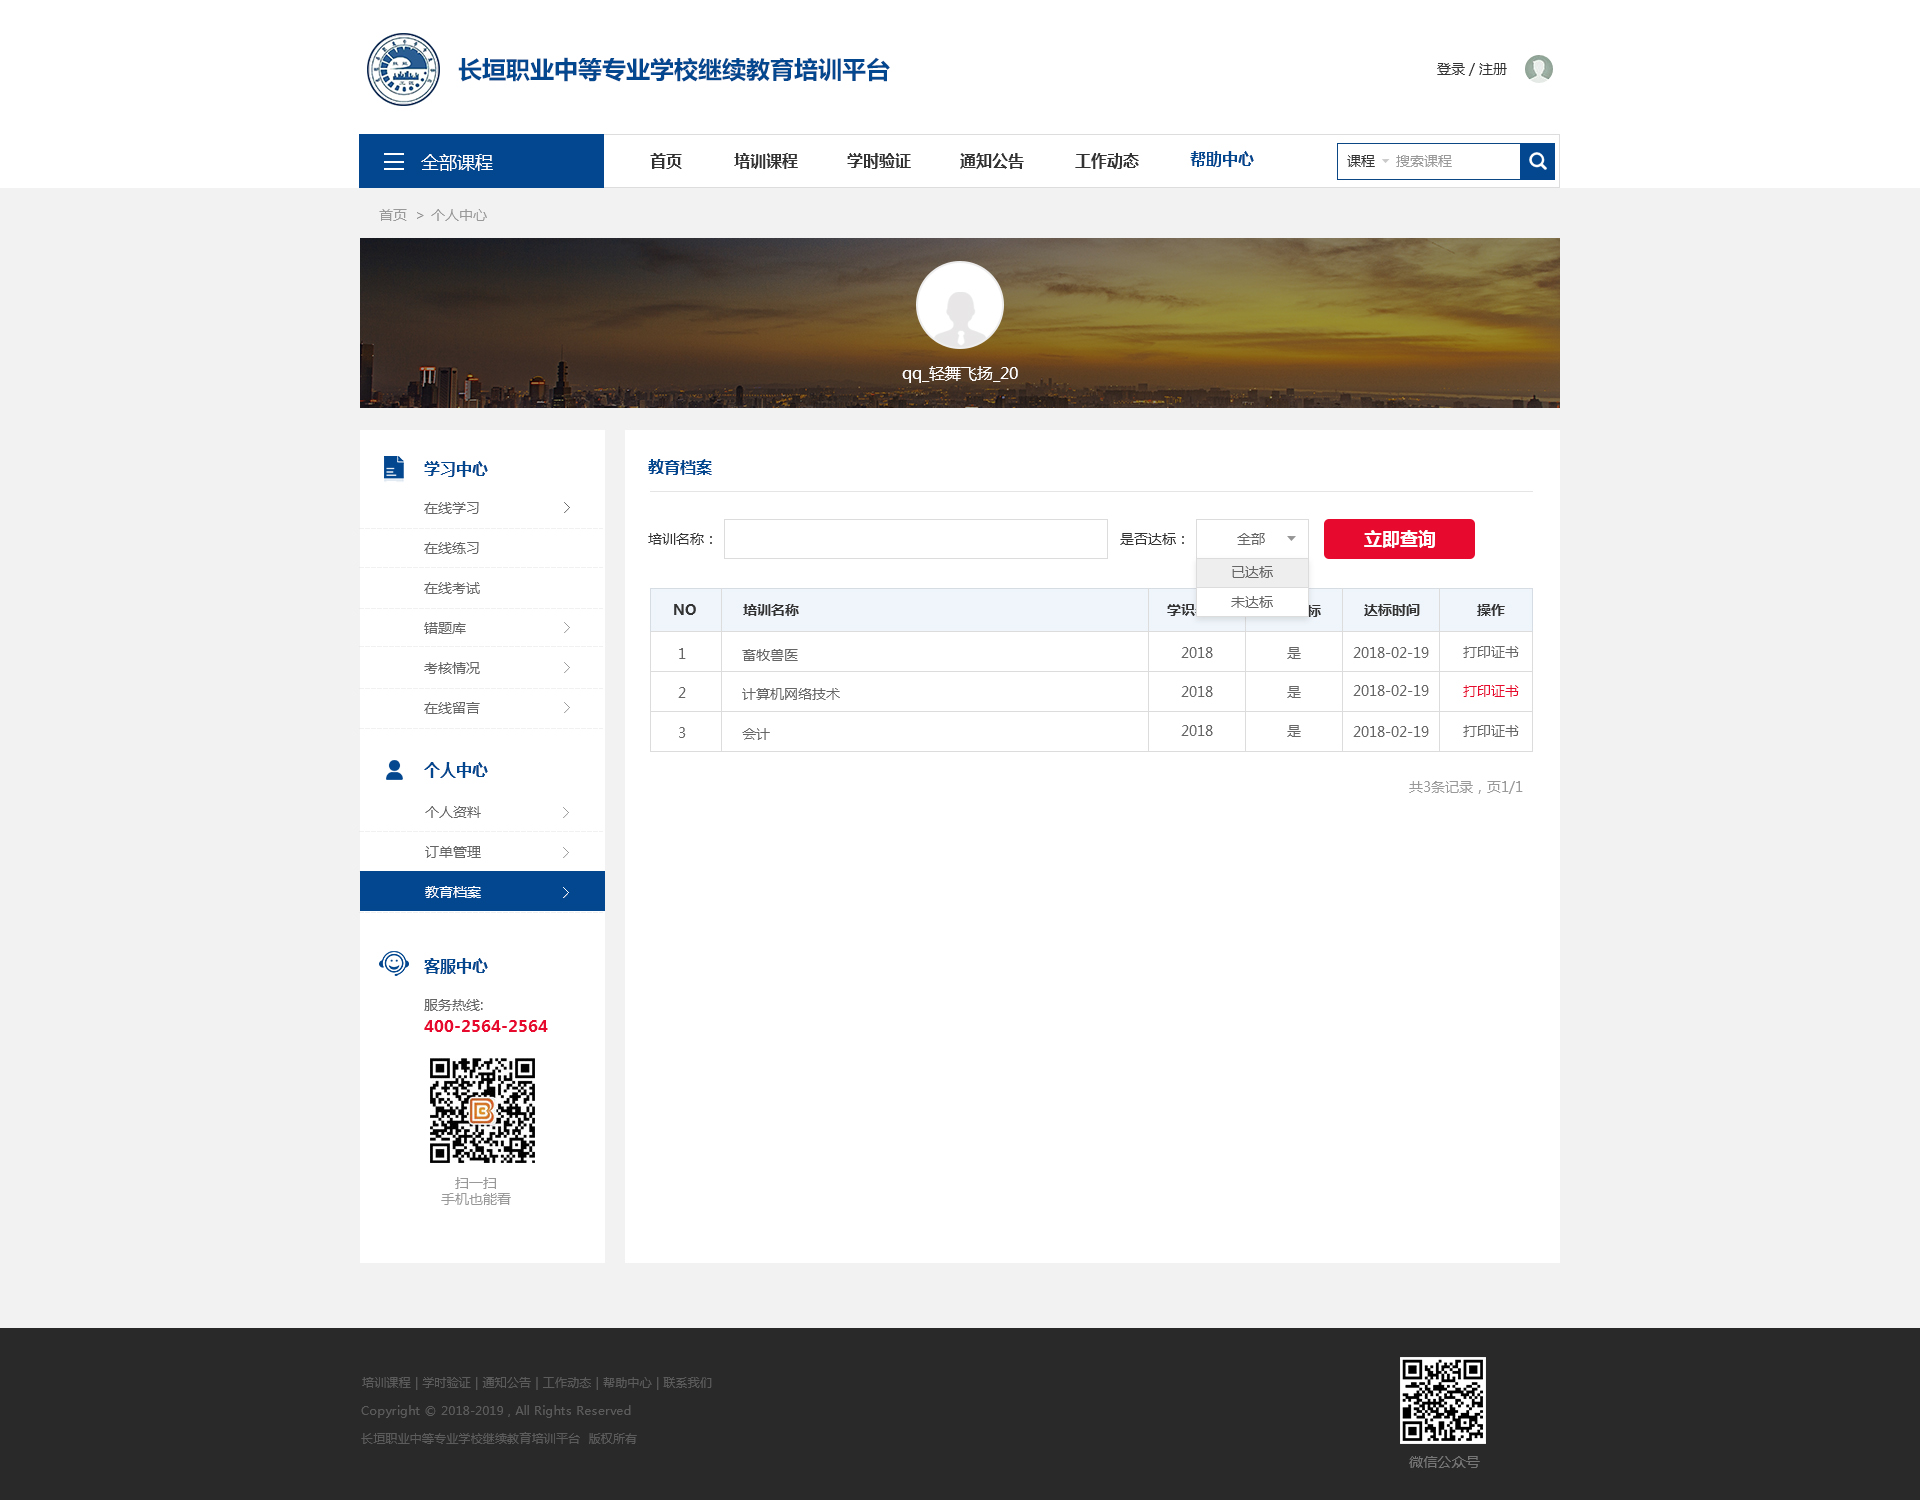 长垣职业中等专业学校继续教育培训平台
登录 / 注册
全部课程
首页 培训课程 学时验证 通知公告 工作动态 帮助中心
课程 搜索课程
首页 > 个人中心
qq_轻舞飞扬_20
学习中心
在线学习
在线练习
在线考试
错题库
考核情况
在线留言
个人中心
个人资料
订单管理
教育档案
客服中心
服务热线:
400-2564-2564
扫一扫
手机也能看
教育档案
培训名称： 是否达标： 全部 立即查询
已达标
未达标
NO 培训名称 学识 标 达标时间 操作
1 畜牧兽医 2018 是 2018-02-19 打印证书
2 计算机网络技术 2018 是 2018-02-19 打印证书
3 会计 2018 是 2018-02-19 打印证书
共3条记录，页1/1
培训课程 | 学时验证 | 通知公告 | 工作动态 | 帮助中心 | 联系我们
Copyright © 2018-2019 , All Rights Reserved
长垣职业中等专业学校继续教育培训平台 版权所有
微信公众号